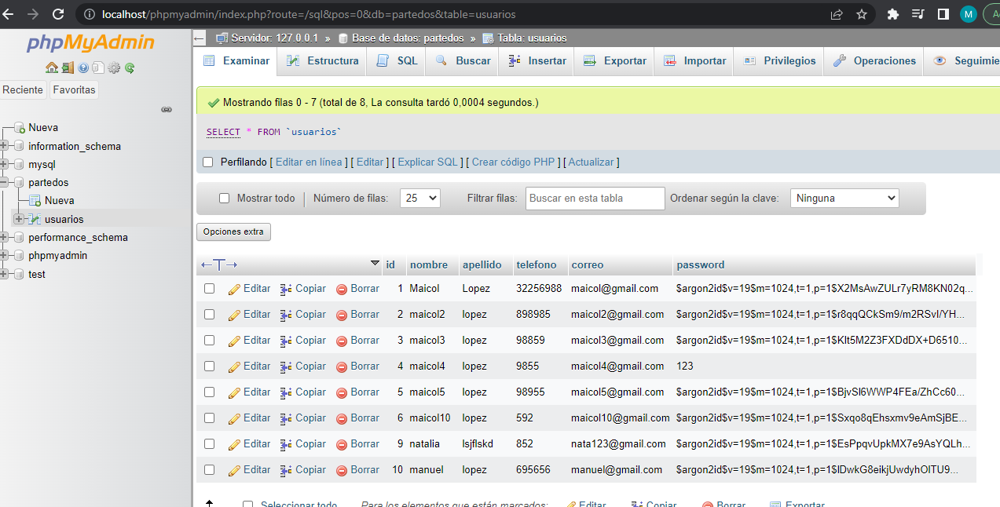 localhost/phpmyadmin/index.php?route=/sql&pos=0&db=partedos&table=usuarios
M
phpMyAdmin
Reciente Favoritas
Nueva
information_schema
mysql
partedos
Nueva
usuarios
performance_schema
phpmyadmin
test
Servidor: 127.0.0.1 » Base de datos: partedos » Tabla: usuarios
Examinar Estructura SQL Buscar Insertar Exportar Importar Privilegios Operaciones Seguimie
Mostrando filas 0 - 7 (total de 8, La consulta tardó 0,0004 segundos.)
SELECT * FROM `usuarios`
Perfilando [ Editar en línea ] [ Editar ] [ Explicar SQL ] [ Crear código PHP ] [ Actualizar ]
Mostrar todo Número de filas: 25 Filtrar filas: Buscar en esta tabla Ordenar según la clave: Ninguna
Opciones extra
←T→ id nombre apellido telefono correo password
Editar Copiar Borrar 1 Maicol Lopez 32256988 maicol@gmail.com $argon2id$v=19$m=1024,t=1,p=1$X2MsAwZULr7yRM8KN02q...
Editar Copiar Borrar 2 maicol2 lopez 898985 maicol2@gmail.com $argon2id$v=19$m=1024,t=1,p=1$r8qqQCkSm9/m2RSvI/YH...
Editar Copiar Borrar 3 maicol3 lopez 98859 maicol3@gmail.com $argon2id$v=19$m=1024,t=1,p=1$KIt5M2Z3FXDdDX+D6510...
Editar Copiar Borrar 4 maicol4 lopez 9855 maicol4@gmail.com 123
Editar Copiar Borrar 5 maicol5 lopez 98955 maicol5@gmail.com $argon2id$v=19$m=1024,t=1,p=1$BjvSI6WWP4FEa/ZhCc60...
Editar Copiar Borrar 6 maicol10 lopez 592 maicol10@gmail.com $argon2id$v=19$m=1024,t=1,p=1$Sxqo8qEhsxmv9eAmSjBE...
Editar Copiar Borrar 9 natalia lsjflskd 852 nata123@gmail.com $argon2id$v=19$m=1024,t=1,p=1$EsPpqvUpkMX7e9AsYQLh...
Editar Copiar Borrar 10 manuel lopez 695656 manuel@gmail.com $argon2id$v=19$m=1024,t=1,p=1$IDwkG8eikjUwdyhOITU9...
Seleccionar todo Para los elementos que están marcados: Editar Copiar Borrar Exportar